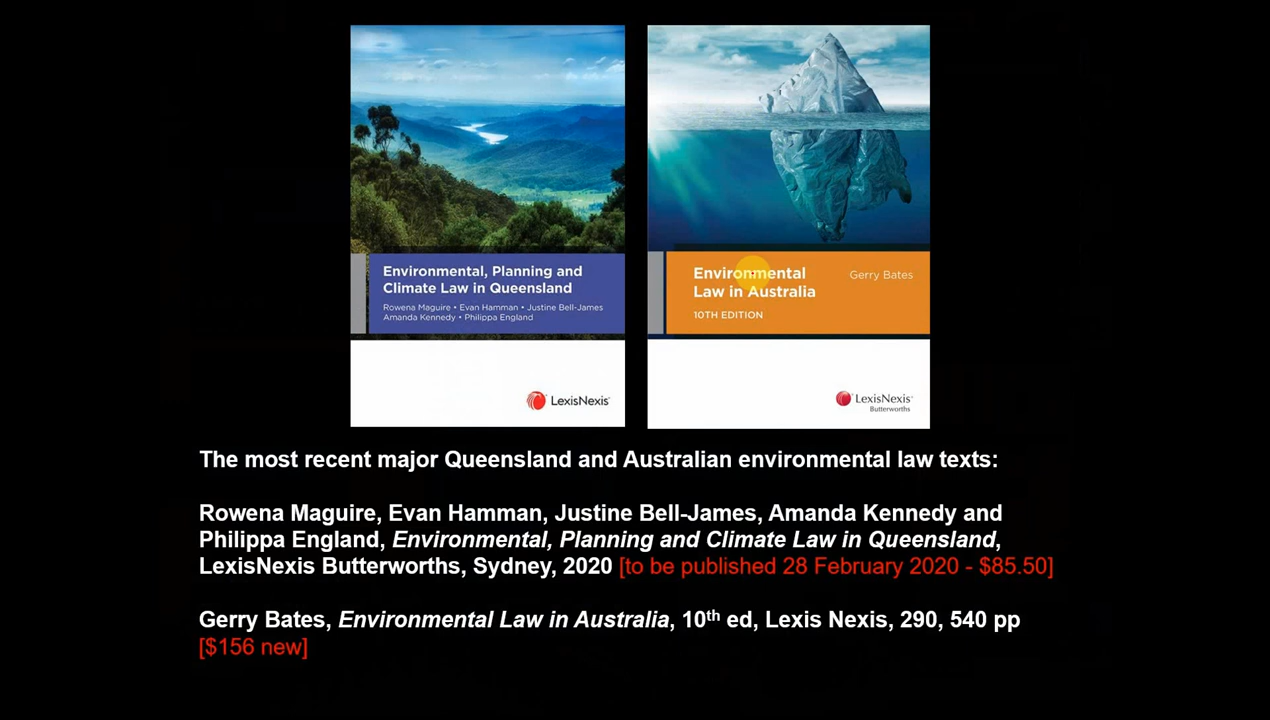 Environmental, Planning and
Climate Law in Queensland
Rowena Maguire • Evan Hamman • Justine Bell-James
Amanda Kennedy • Philippa England
LexisNexis®
Environmental
Law in Australia
Gerry Bates
10TH EDITION
LexisNexis®
Butterworths
The most recent major Queensland and Australian environmental law texts:
Rowena Maguire, Evan Hamman, Justine Bell-James, Amanda Kennedy and
Philippa England, Environmental, Planning and Climate Law in Queensland,
LexisNexis Butterworths, Sydney, 2020 [to be published 28 February 2020 - $85.50]
Gerry Bates, Environmental Law in Australia, 10th ed, Lexis Nexis, 290, 540 pp
[$156 new]